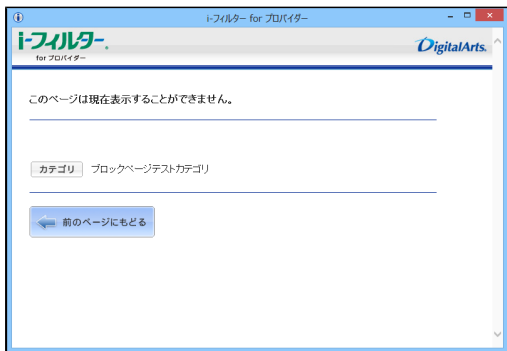 i-フィルター for プロバイダー
i-フィルター®
for プロバイダー
DigitalArts®
このページは現在表示することができません。
カテゴリ ブロックページテストカテゴリ
前のページにもどる